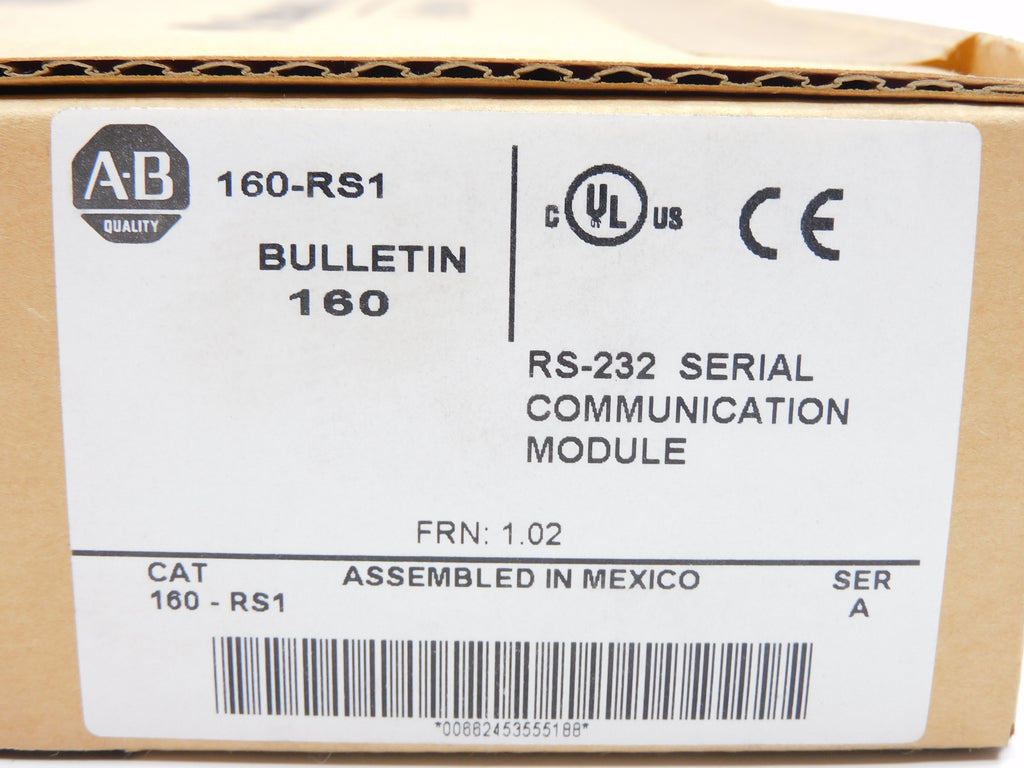 A-B
QUALITY
160-RS1
BULLETIN
160
C UL US
CE
RS-232 SERIAL
COMMUNICATION
MODULE
FRN: 1.02
CAT
160 - RS1
ASSEMBLED IN MEXICO
SER
A
*00662453555188*